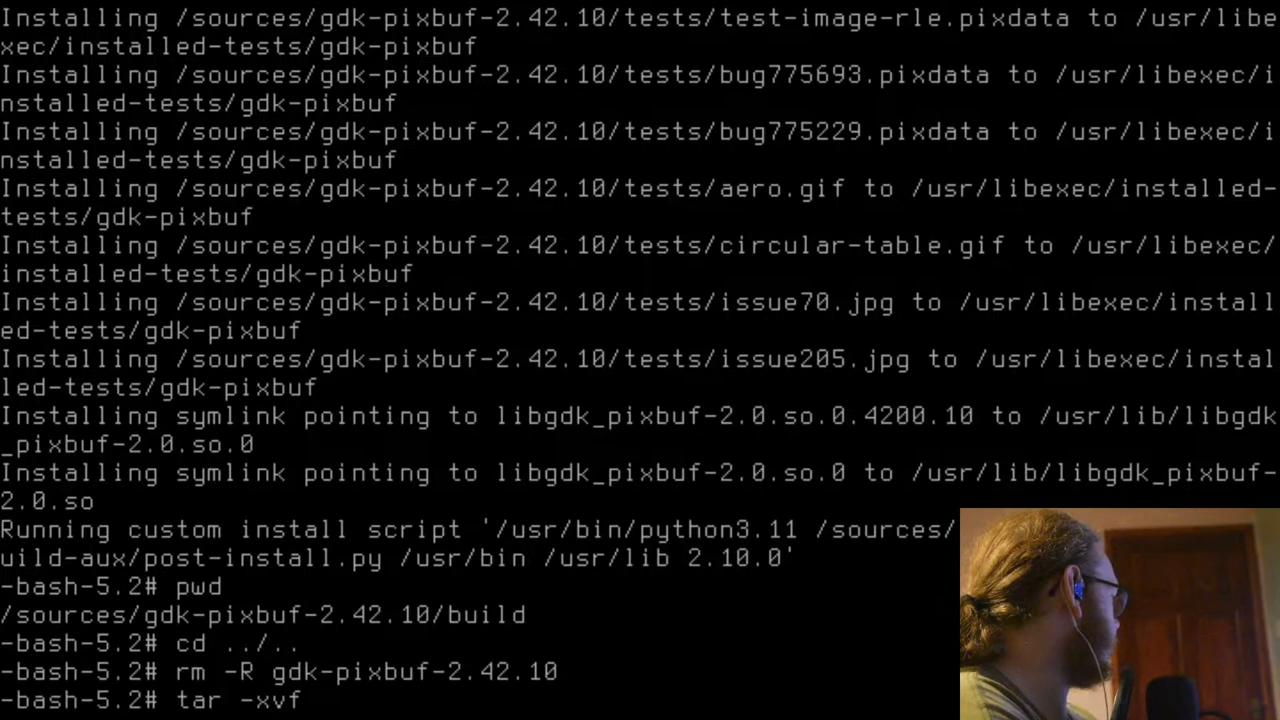 Installing /sources/gdk-pixbuf-2.42.10/tests/test-image-rle.pixdata to /usr/libe
xec/installed-tests/gdk-pixbuf
Installing /sources/gdk-pixbuf-2.42.10/tests/bug775693.pixdata to /usr/libexec/i
nstalled-tests/gdk-pixbuf
Installing /sources/gdk-pixbuf-2.42.10/tests/bug775229.pixdata to /usr/libexec/i
nstalled-tests/gdk-pixbuf
Installing /sources/gdk-pixbuf-2.42.10/tests/aero.gif to /usr/libexec/installed-
tests/gdk-pixbuf
Installing /sources/gdk-pixbuf-2.42.10/tests/circular-table.gif to /usr/libexec/
installed-tests/gdk-pixbuf
Installing /sources/gdk-pixbuf-2.42.10/tests/issue70.jpg to /usr/libexec/install
ed-tests/gdk-pixbuf
Installing /sources/gdk-pixbuf-2.42.10/tests/issue205.jpg to /usr/libexec/instal
led-tests/gdk-pixbuf
Installing symlink pointing to libgdk_pixbuf-2.0.so.0.4200.10 to /usr/lib/libgdk
_pixbuf-2.0.so.0
Installing symlink pointing to libgdk_pixbuf-2.0.so.0 to /usr/lib/libgdk_pixbuf-
2.0.so
Running custom install script '/usr/bin/python3.11 /sources/
uild-aux/post-install.py /usr/bin /usr/lib 2.10.0'
-bash-5.2# pwd
/sources/gdk-pixbuf-2.42.10/build
-bash-5.2# cd ../..
-bash-5.2# rm -R gdk-pixbuf-2.42.10
-bash-5.2# tar -xvf